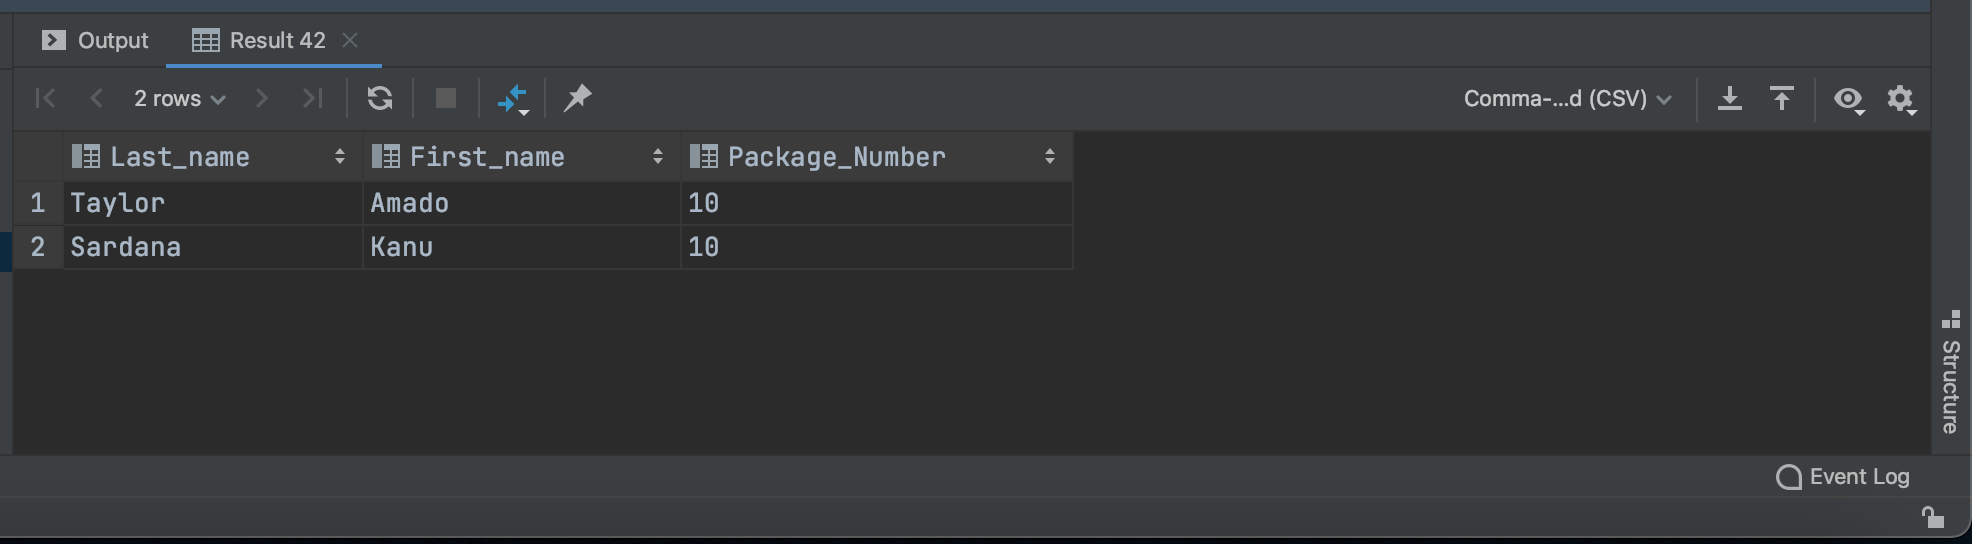 Output Result 42
2 rows Comma-...d (CSV)
Last_name First_name Package_Number
1 Taylor Amado 10
2 Sardana Kanu 10
Structure
Event Log